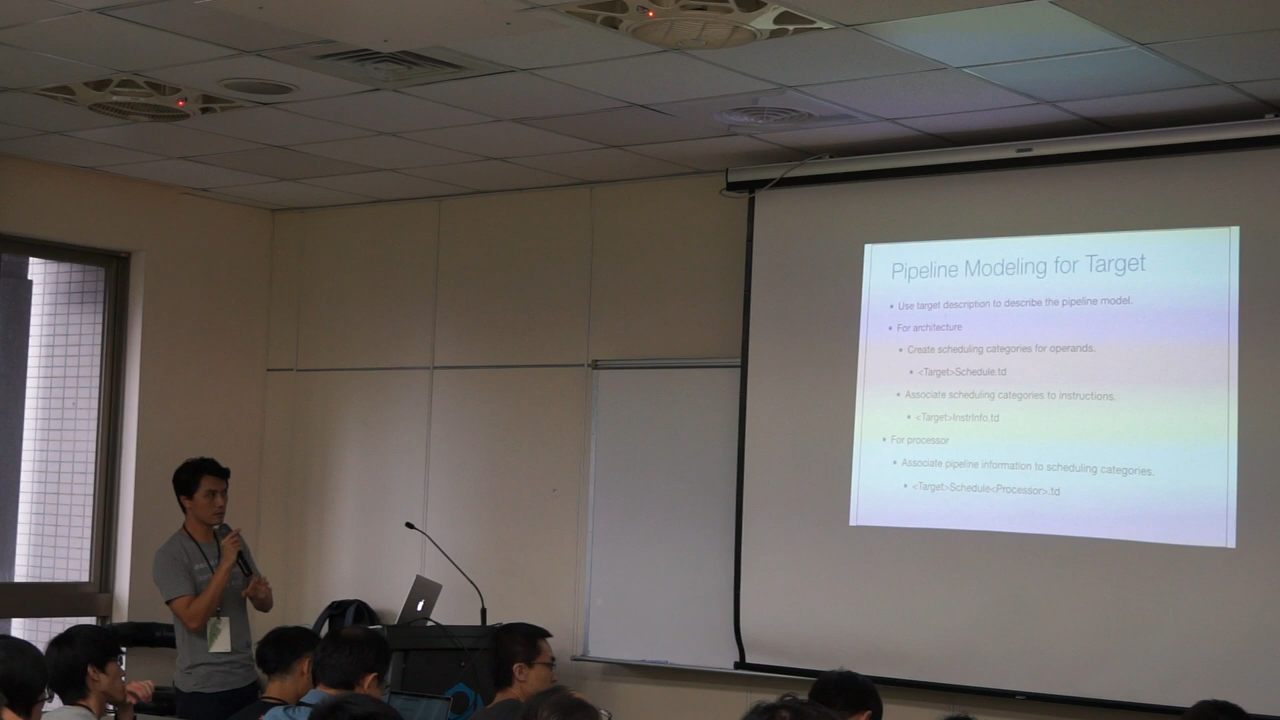 Pipeline Modeling for Target
• Use target description to describe the pipeline model.
• For architecture
• Create scheduling categories for operands.
• <Target>Schedule.td
• Associate scheduling categories to instructions.
• <Target>InstrInfo.td
• For processor
• Associate pipeline information to scheduling categories.
• <Target>Schedule<Processor>.td